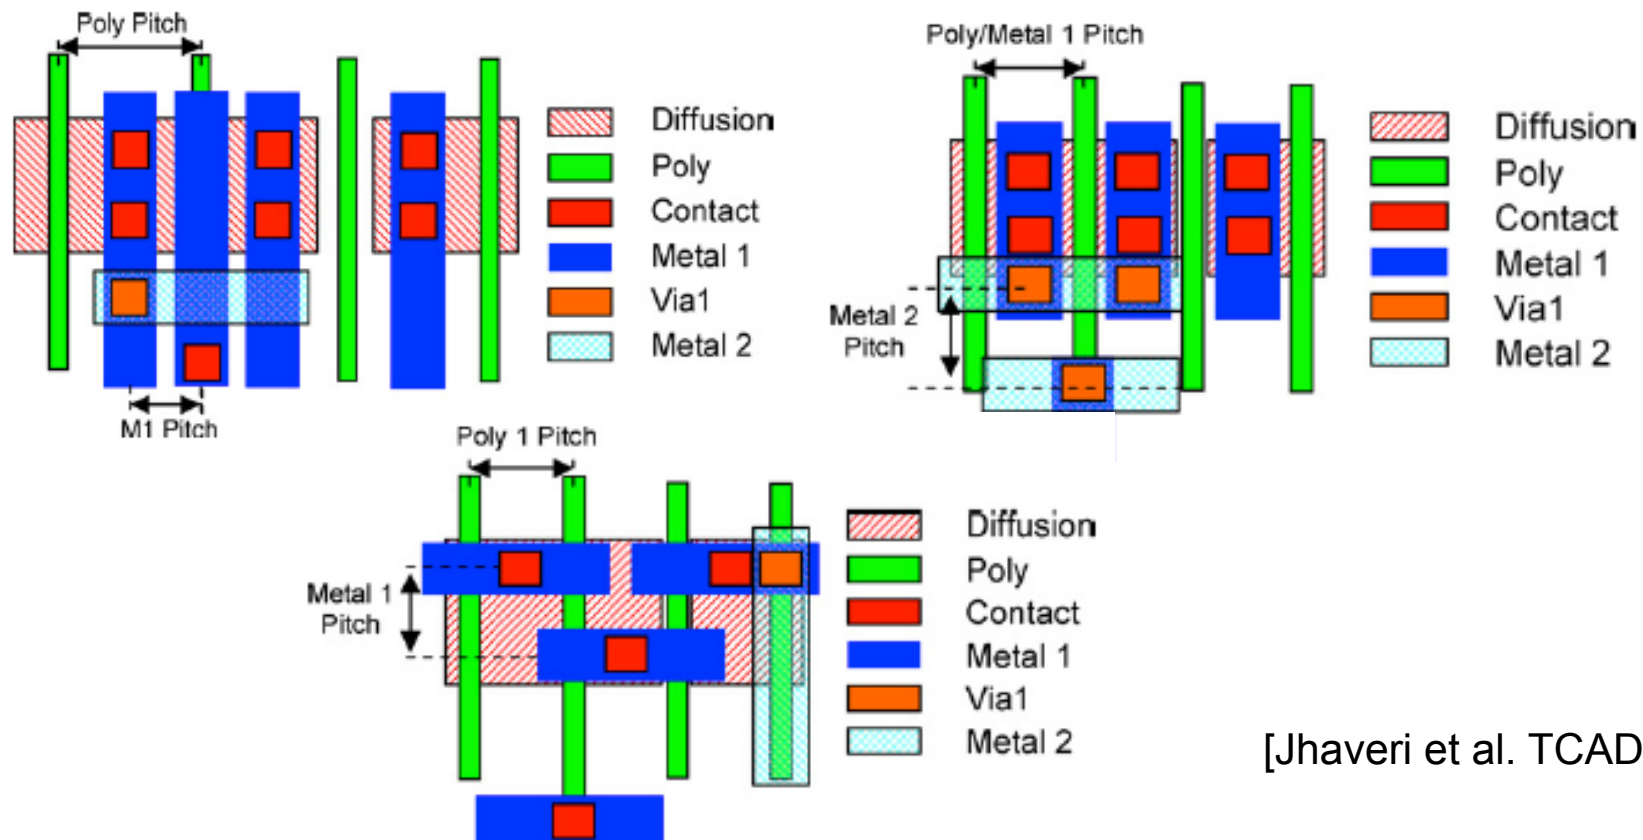 Poly Pitch
Diffusion
Poly
Contact
Metal 1
Via1
Metal 2
M1 Pitch
Poly/Metal 1 Pitch
Metal 2
Pitch
Diffusion
Poly
Contact
Metal 1
Via1
Metal 2
Poly 1 Pitch
Metal 1
Pitch
Diffusion
Poly
Contact
Metal 1
Via1
Metal 2
[Jhaveri et al. TCAD